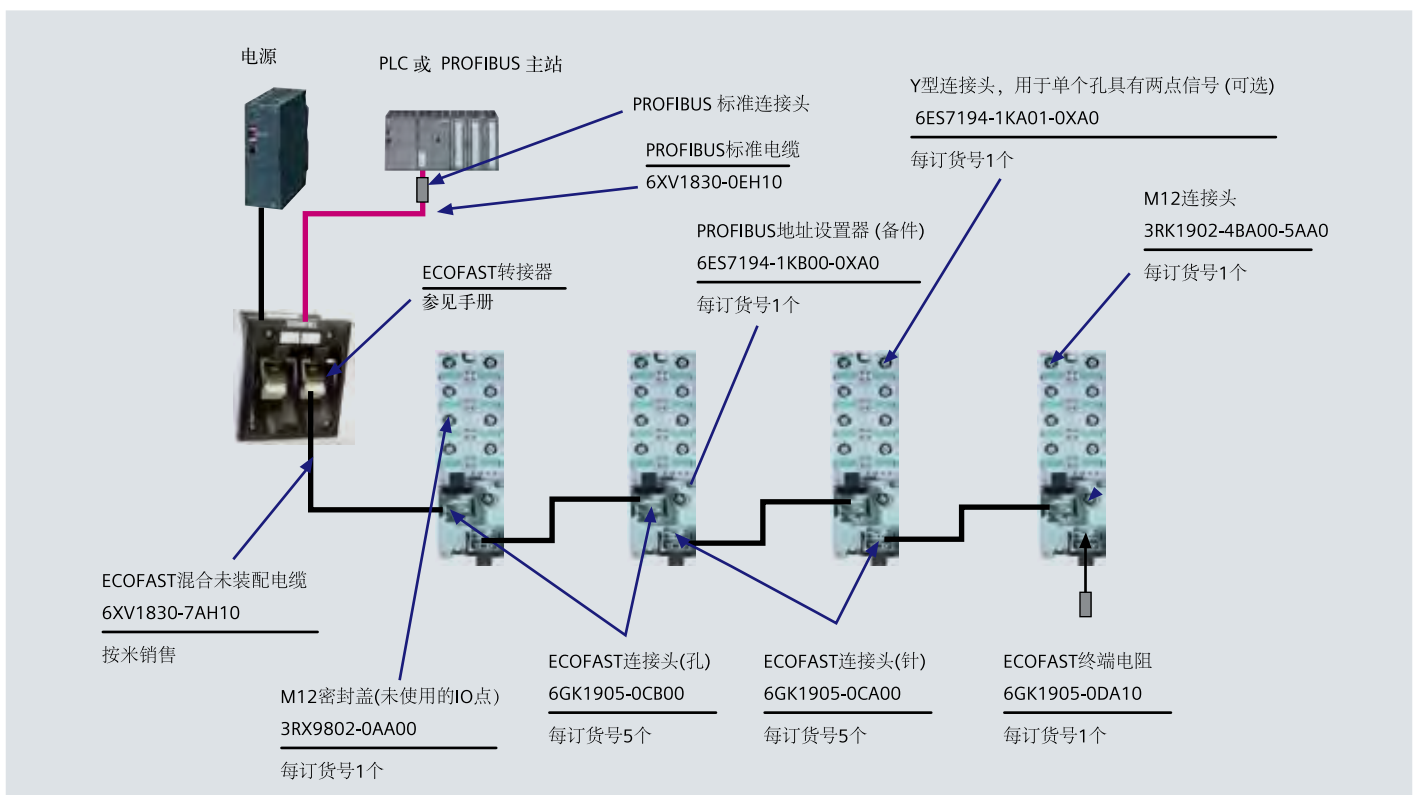 电源
PLC 或 PROFIBUS 主站
PROFIBUS 标准连接头
PROFIBUS标准电缆
6XV1830-0EH10
Y型连接头，用于单个孔具有两点信号 (可选)
6ES7194-1KA01-0XA0
每订货号1个
M12连接头
3RK1902-4BA00-5AA0
每订货号1个
PROFIBUS地址设置器 (备件)
6ES7194-1KB00-0XA0
每订货号1个
ECOFAST转接器
参见手册
ECOFAST混合未装配电缆
6XV1830-7AH10
按米销售
M12密封盖(未使用的IO点)
3RX9802-0AA00
每订货号1个
ECOFAST连接头(孔)
6GK1905-0CB00
每订货号5个
ECOFAST连接头(针)
6GK1905-0CA00
每订货号5个
ECOFAST终端电阻
6GK1905-0DA10
每订货号1个